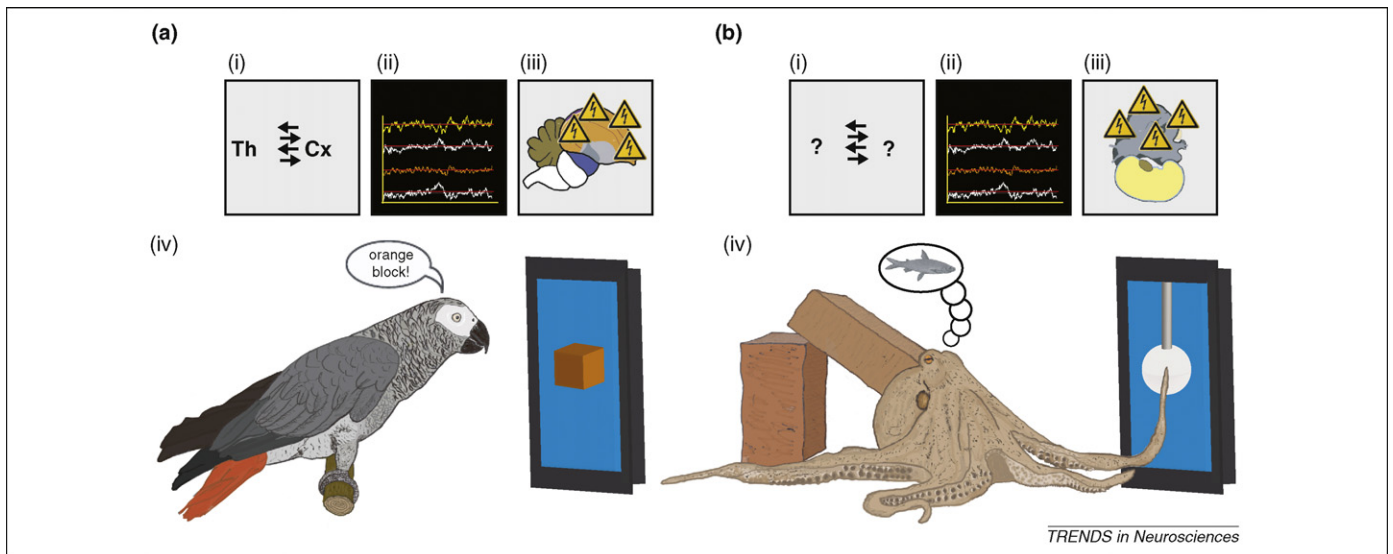 (a)
(i)
(ii)
(iii)
Th
Cx
(iv)
orange
block!
(b)
(i)
(ii)
(iii)
?
?
(iv)
TRENDS in Neurosciences